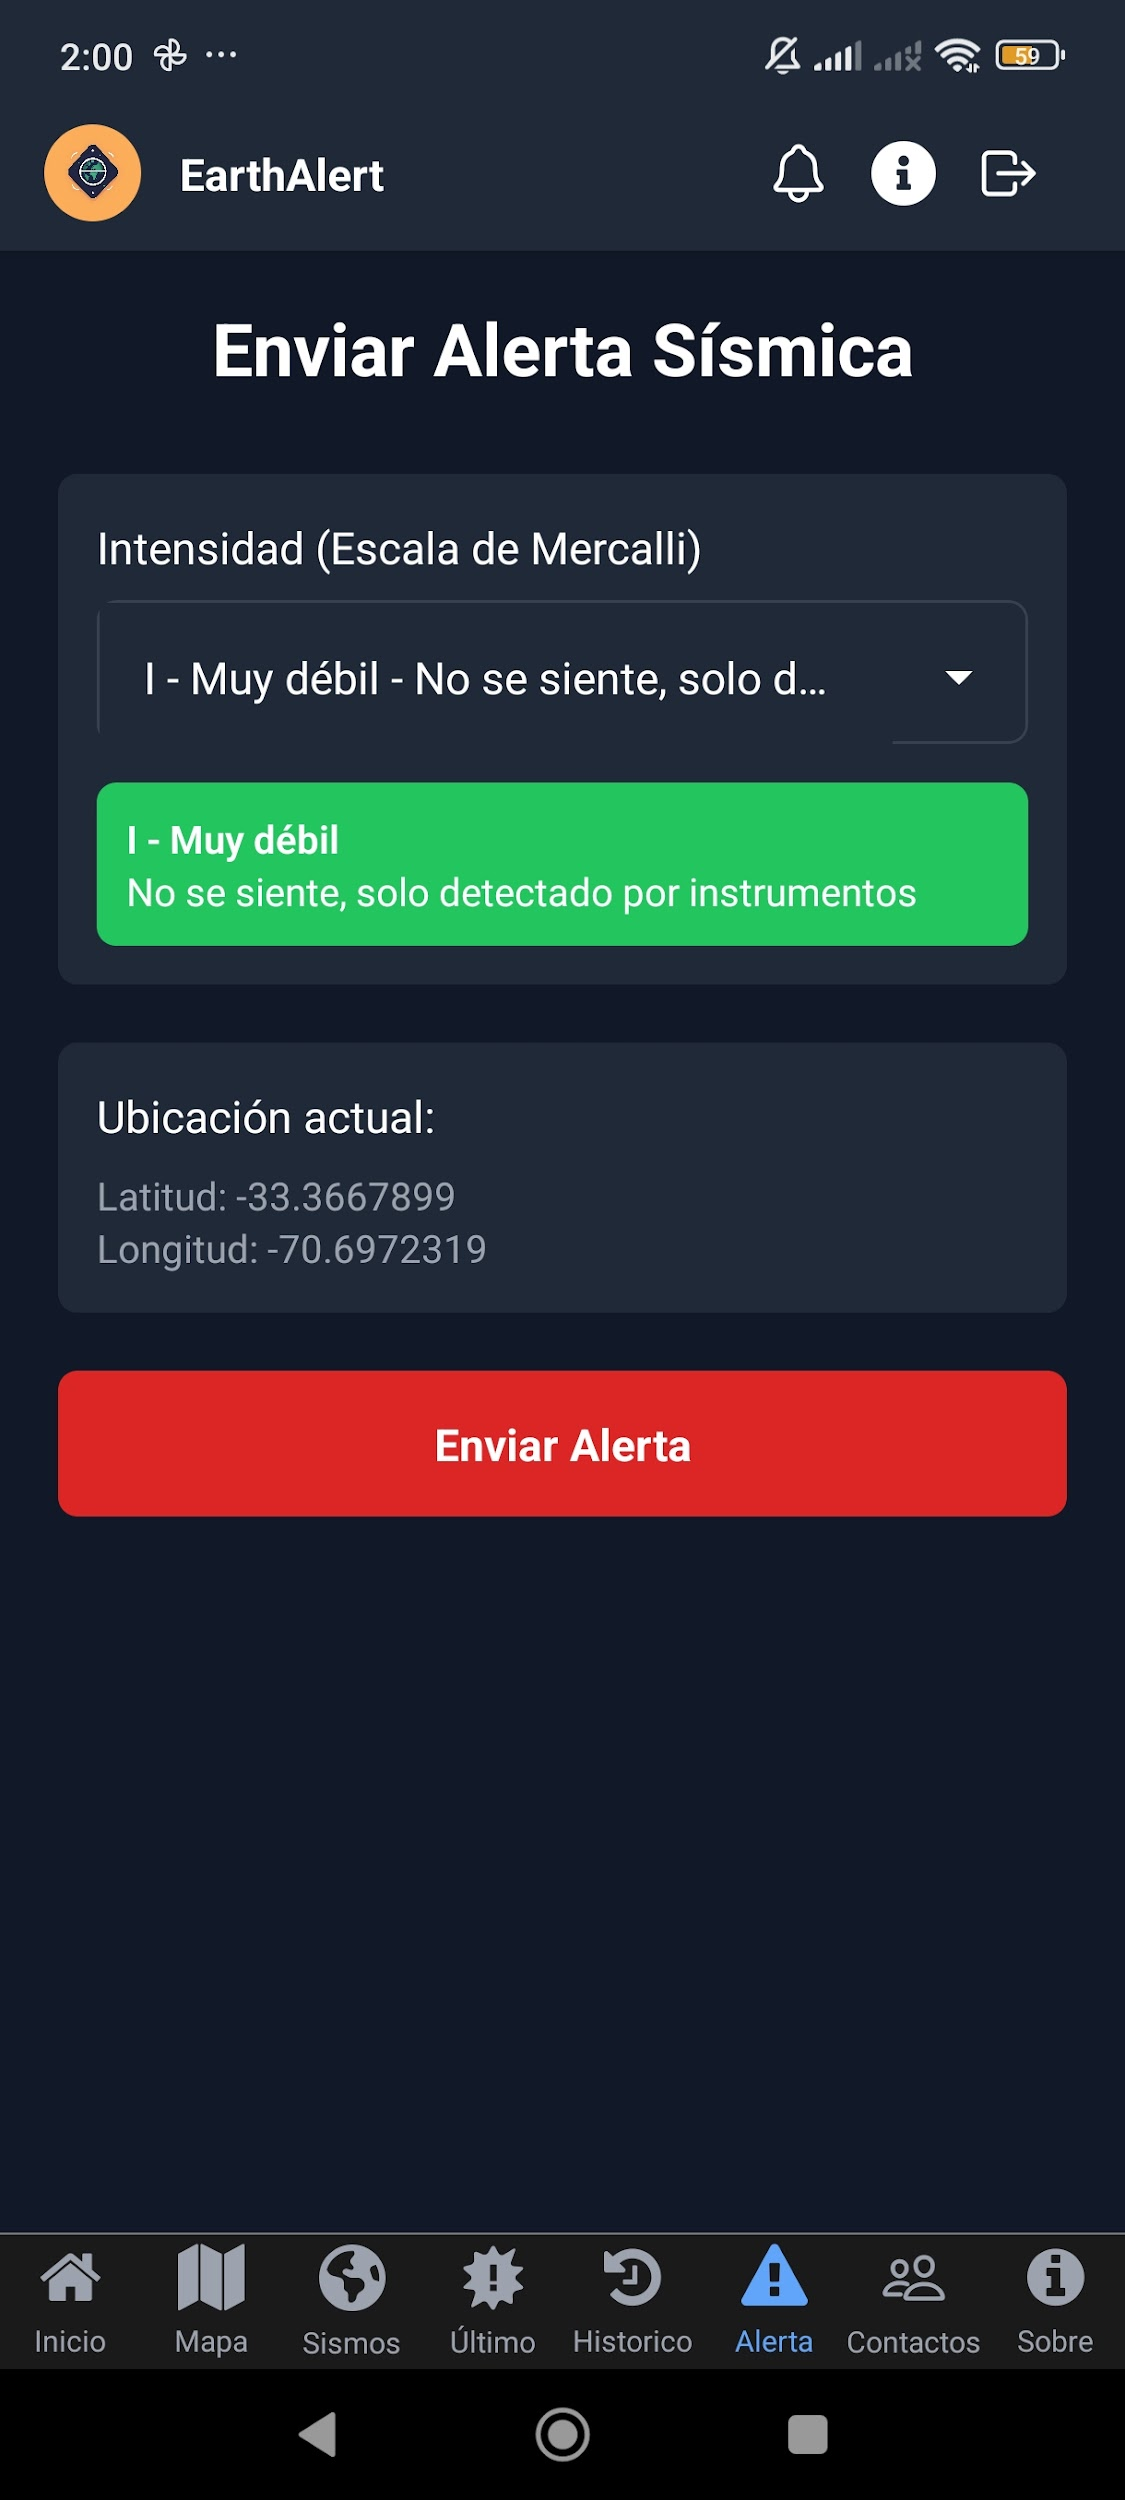 2:00
59
EarthAlert
Enviar Alerta Sísmica
Intensidad (Escala de Mercalli)
I - Muy débil - No se siente, solo d...
I - Muy débil
No se siente, solo detectado por instrumentos
Ubicación actual:
Latitud: -33.3667899
Longitud: -70.6972319
Enviar Alerta
Inicio
Mapa
Sismos
Último
Historico
Alerta
Contactos
Sobre